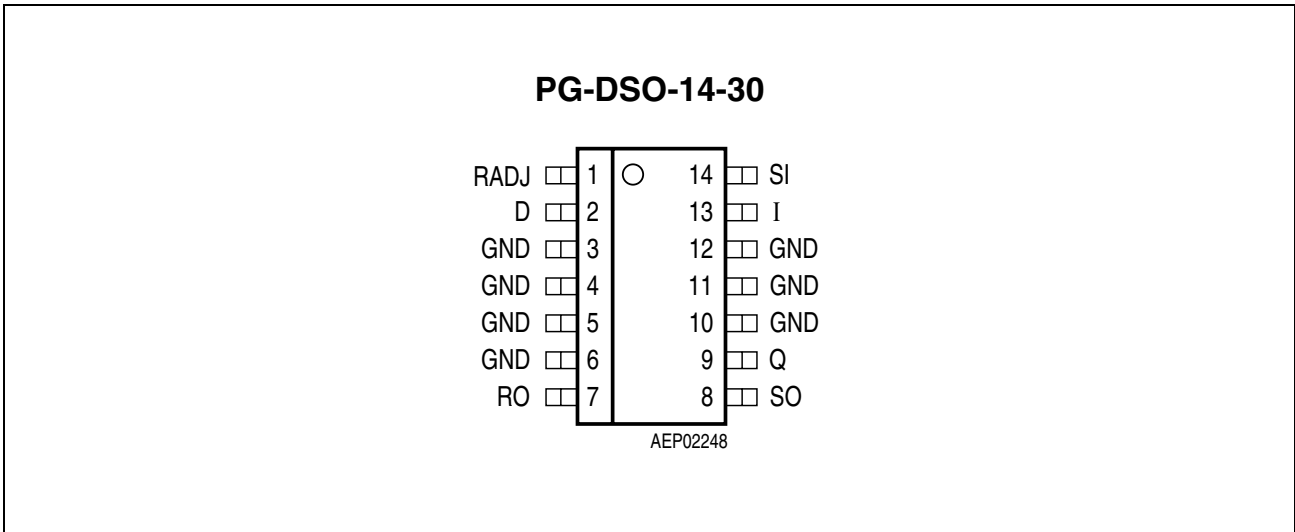 PG-DSO-14-30
RADJ 1 14 SI
D 2 13 I
GND 3 12 GND
GND 4 11 GND
GND 5 10 GND
GND 6 9 Q
RO 7 8 SO
AEP02248